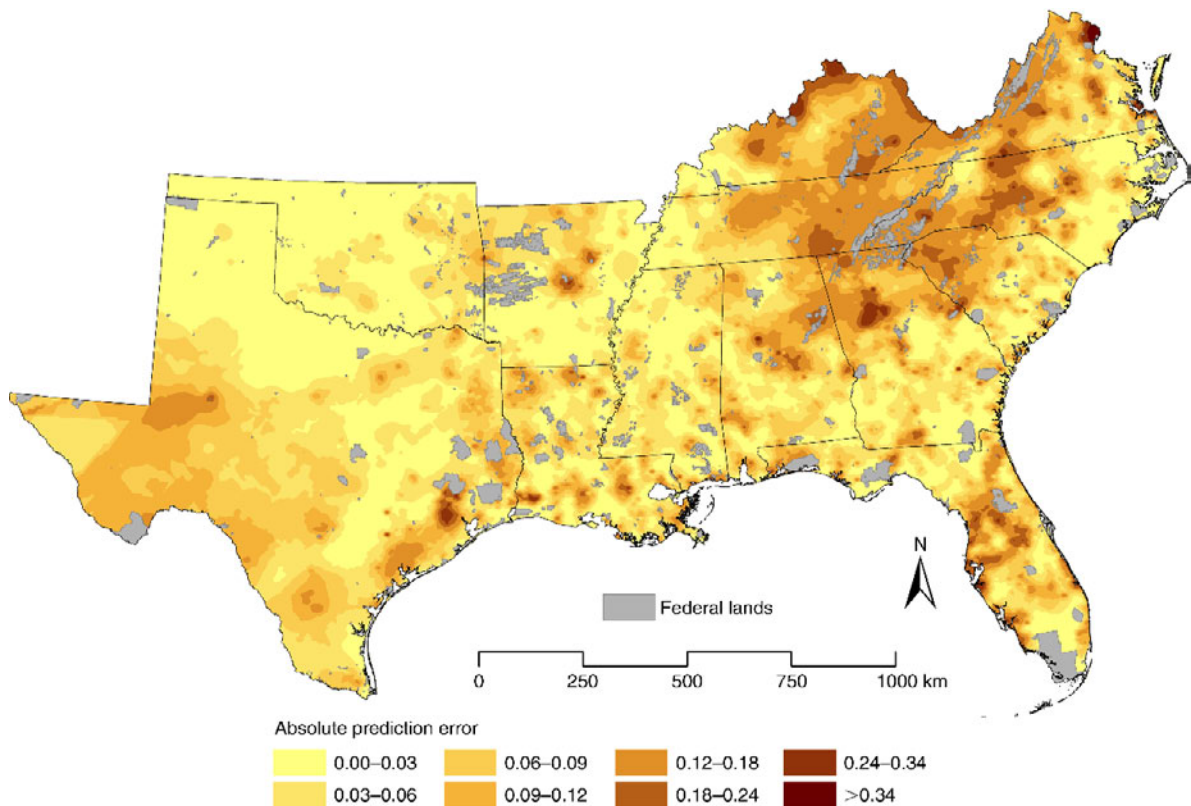 N
Federal lands
0 250 500 750 1000 km
Absolute prediction error
0.00–0.03 0.06–0.09 0.12–0.18 0.24–0.34
0.03–0.06 0.09–0.12 0.18–0.24 >0.34